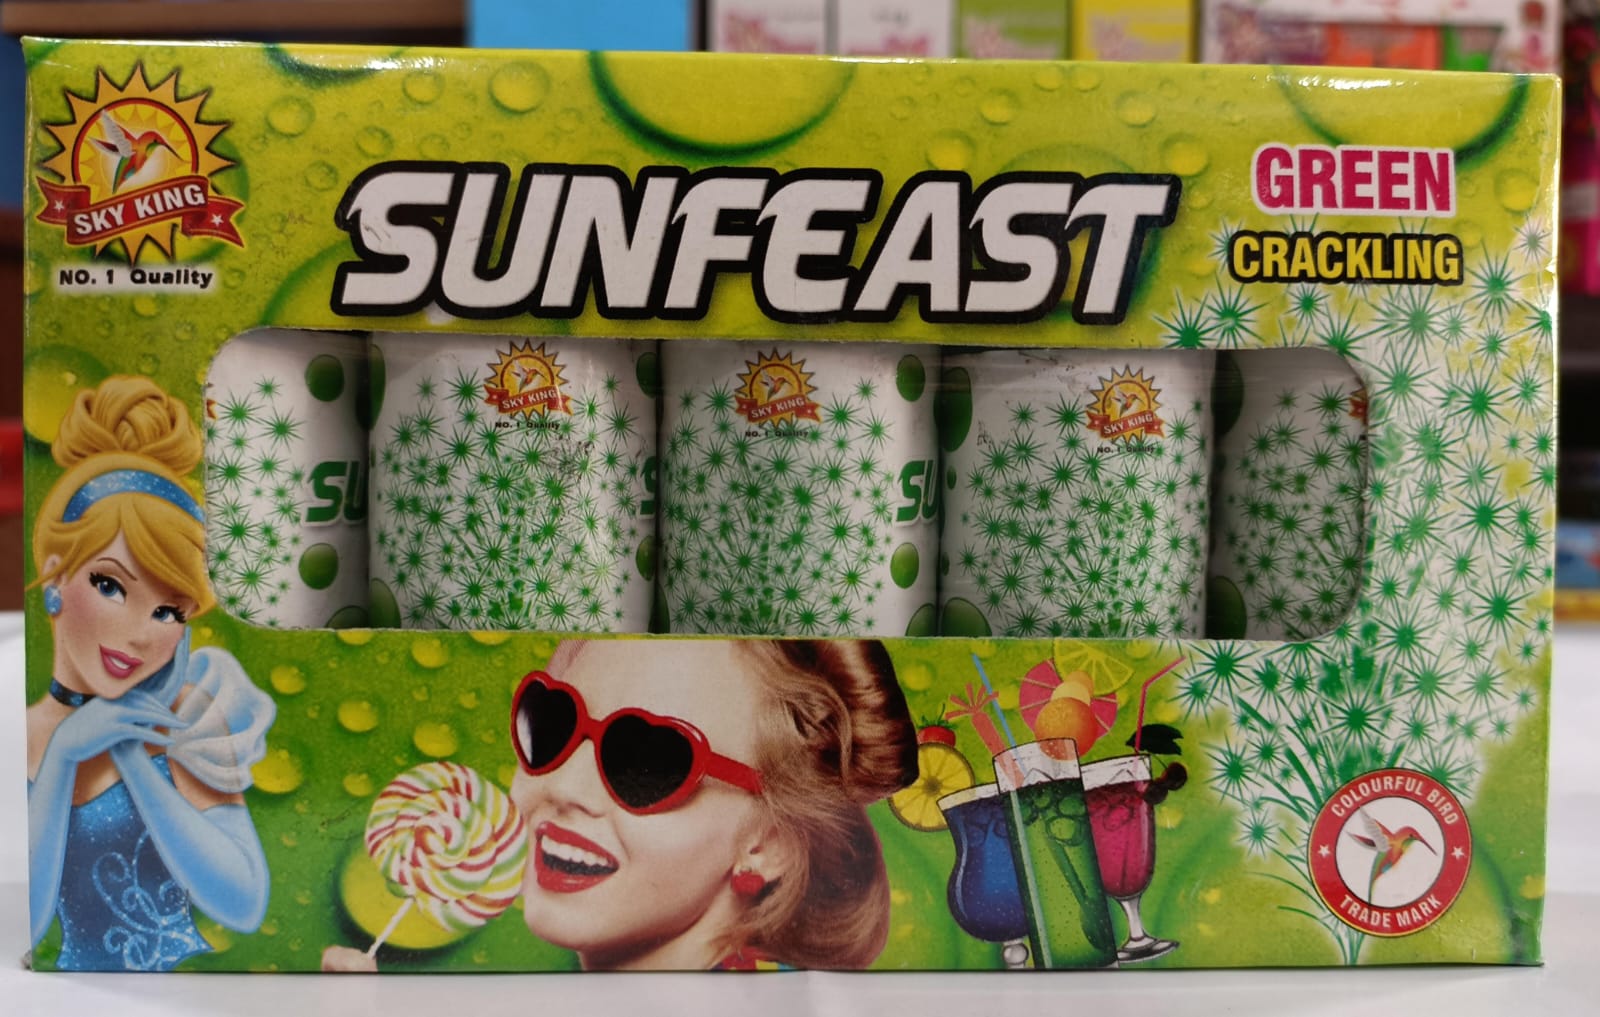 SKY KING
NO. 1 Quality
SUNFEAST
GREEN
CRACKLING
SKY KING
NO. 1 Quality
SKY KING
NO. 1 Quality
SKY KING
NO. 1 Quality
SU
S
SU
COLOURFUL BIRD
TRADE MARK